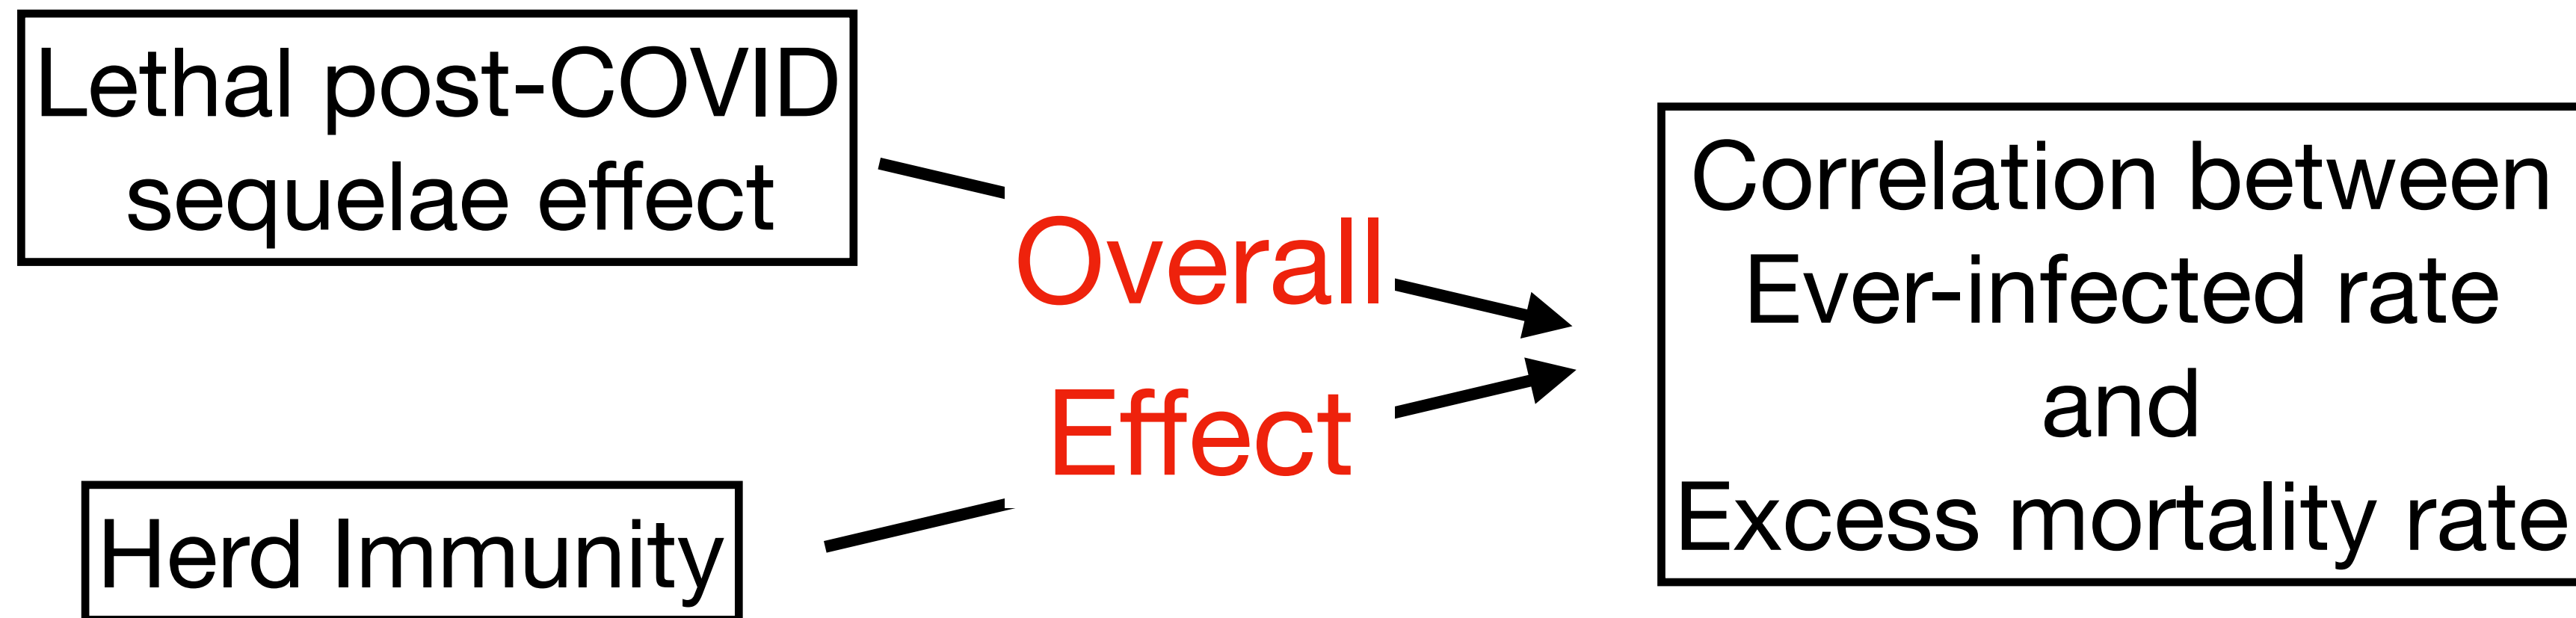 Lethal post-COVID
sequelae effect
Overall
Effect
Herd Immunity
Correlation between
Ever-infected rate
and
Excess mortality rate